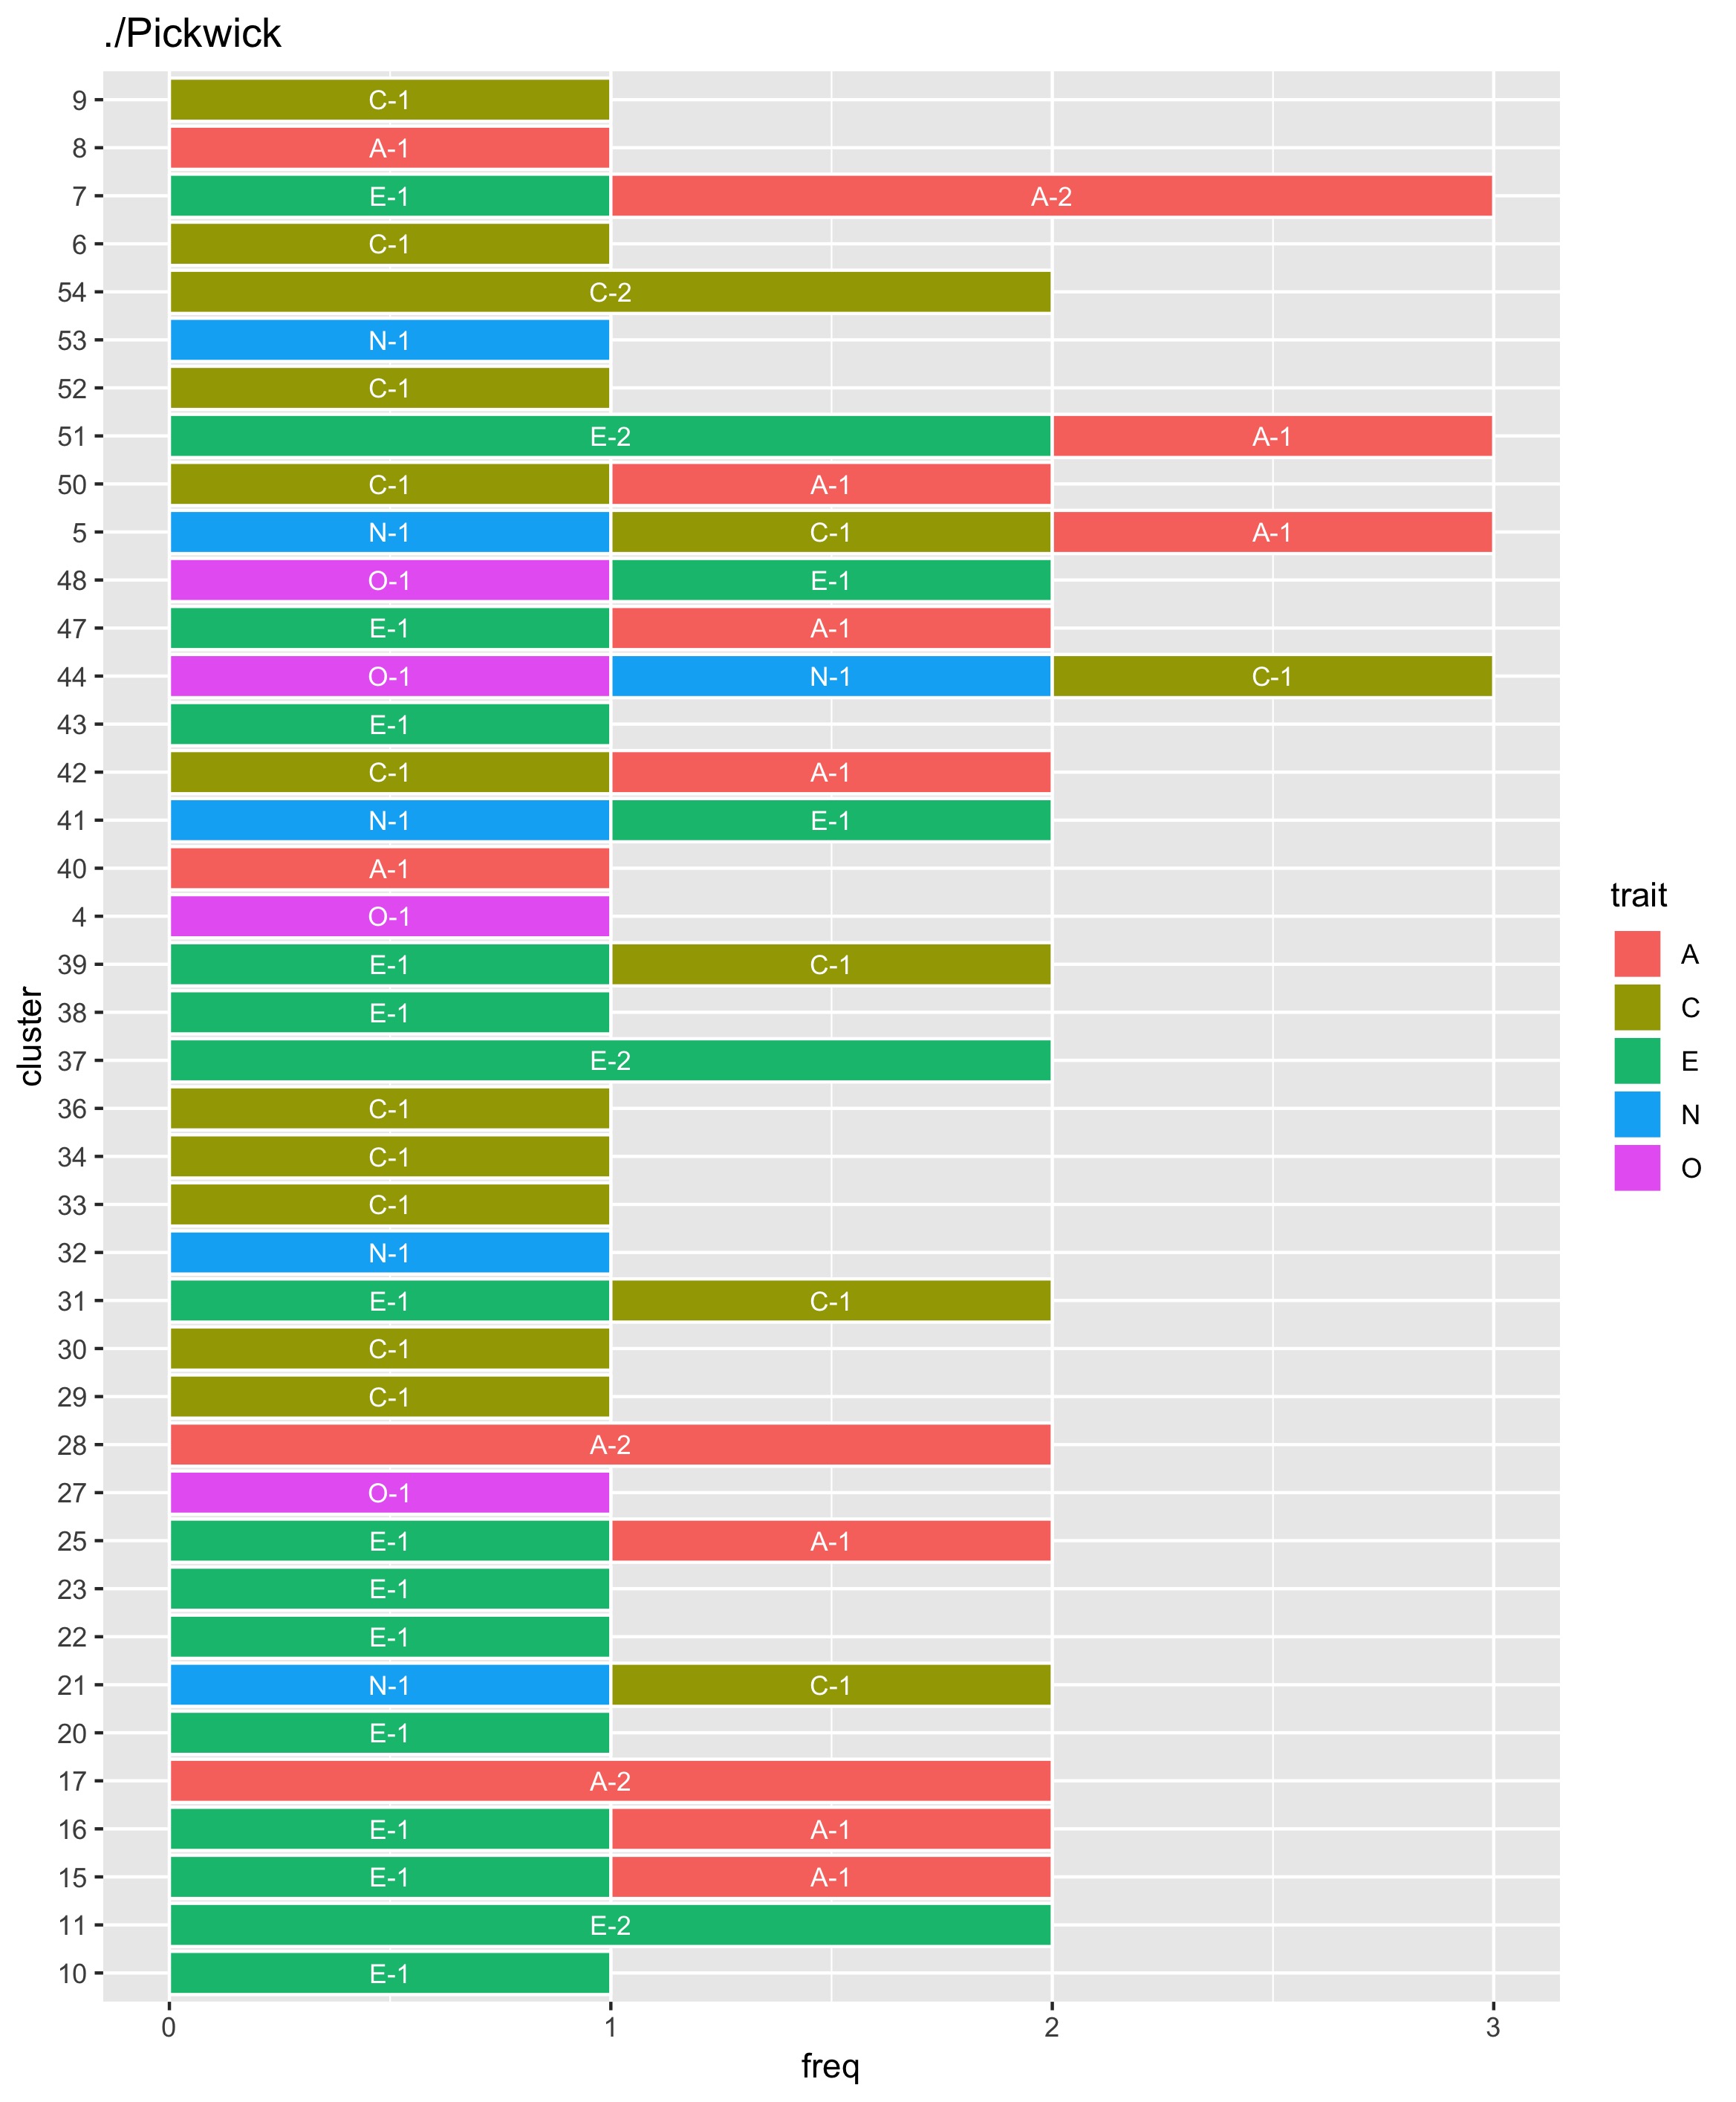 ./Pickwick
9 C-1
8 A-1
7 E-1 A-2
6 C-1
54 C-2
53 N-1
52 C-1
51 E-2 A-1
50 C-1 A-1
5 N-1 C-1 A-1
48 O-1 E-1
47 E-1 A-1
44 O-1 N-1 C-1
43 E-1
42 C-1 A-1
41 N-1 E-1
40 A-1
4 O-1
39 E-1 C-1
38 E-1
37 E-2
36 C-1
34 C-1
33 C-1
32 N-1
31 E-1 C-1
30 C-1
29 C-1
28 A-2
27 O-1
25 E-1 A-1
23 E-1
22 E-1
21 N-1 C-1
20 E-1
17 A-2
16 E-1 A-1
15 E-1 A-1
11 E-2
10 E-1
0 1 2 3
freq
cluster
trait
A
C
E
N
O